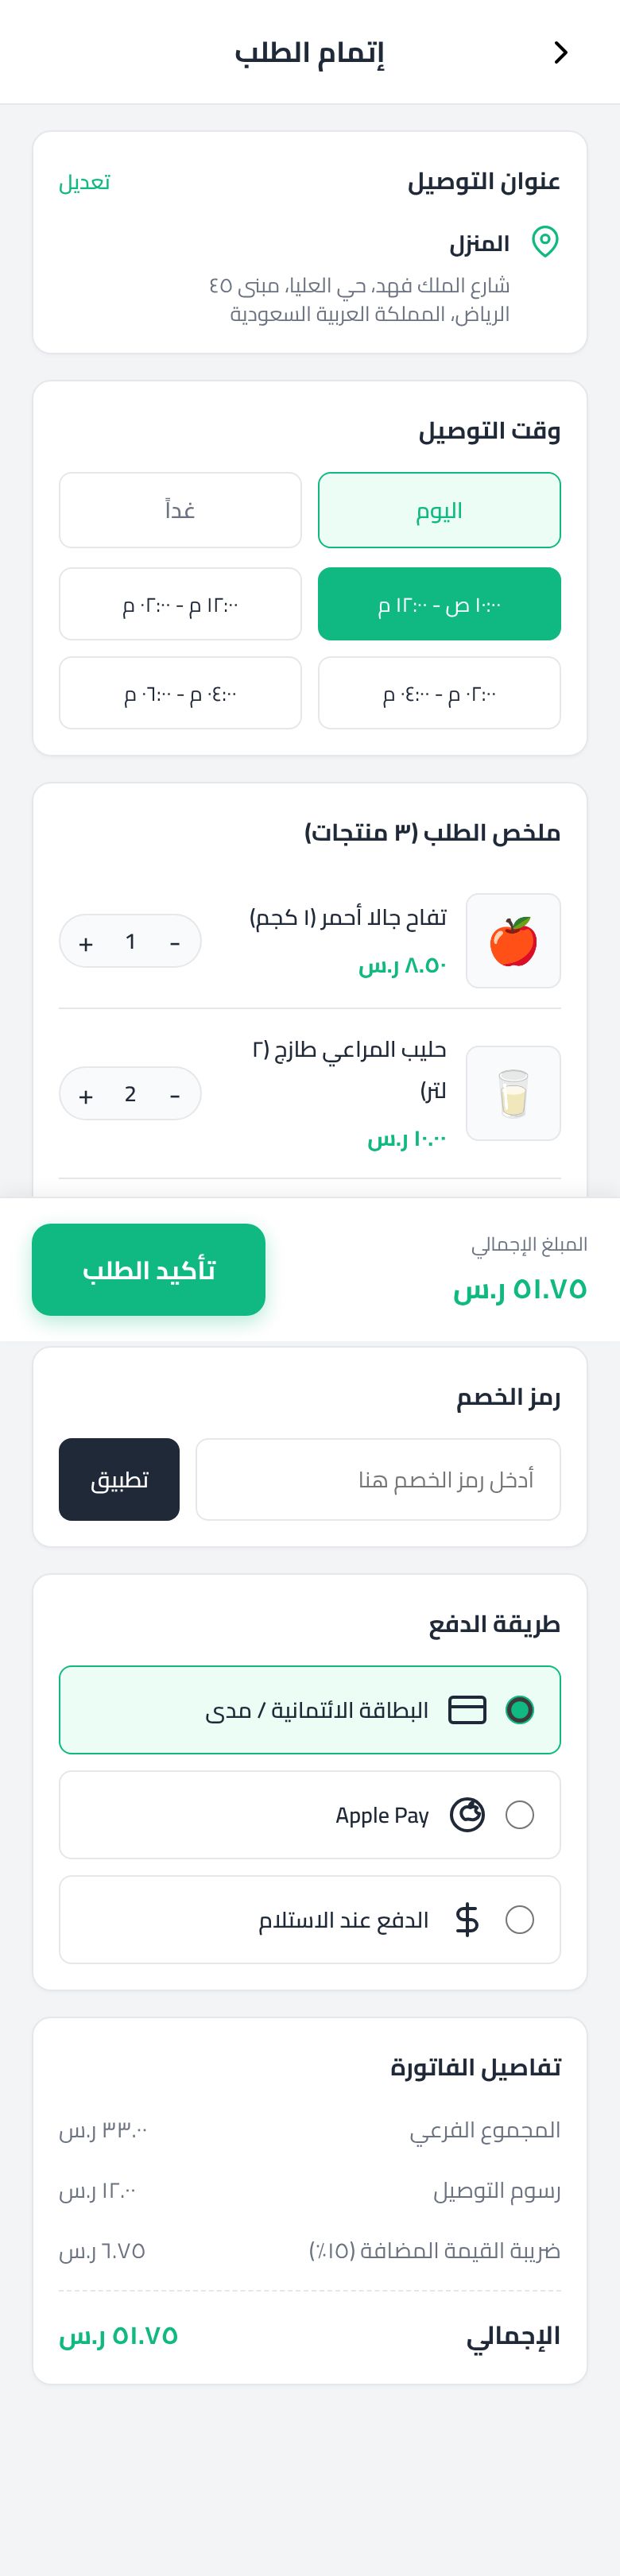 إتمام الطلب
عنوان التوصيل
تعديل
المنزل
شارع الملك فهد، حي العليا، مبنى ٤٥
الرياض، المملكة العربية السعودية
وقت التوصيل
اليوم
غداً
١٠:٠٠ ص - ١٢:٠٠ م
١٢:٠٠ م - ٠٢:٠٠ م
٠٢:٠٠ م - ٠٤:٠٠ م
٠٤:٠٠ م - ٠٦:٠٠ م
ملخص الطلب (٣ منتجات)
تفاح جالا أحمر (١ كجم)
٨.٥٠ ر.س
- 1 +
حليب المراعي طازج (٢
لتر)
١٠.٠٠ ر.س
- 2 +
المبلغ الإجمالي
٥١.٧٥ ر.س
تأكيد الطلب
رمز الخصم
أدخل رمز الخصم هنا
تطبيق
طريقة الدفع
البطاقة الائتمانية / مدى
Apple Pay
الدفع عند الاستلام
تفاصيل الفاتورة
المجموع الفرعي
٣٣.٠٠ ر.س
رسوم التوصيل
١٢.٠٠ ر.س
ضريبة القيمة المضافة (١٥٪)
٦.٧٥ ر.س
الإجمالي
٥١.٧٥ ر.س